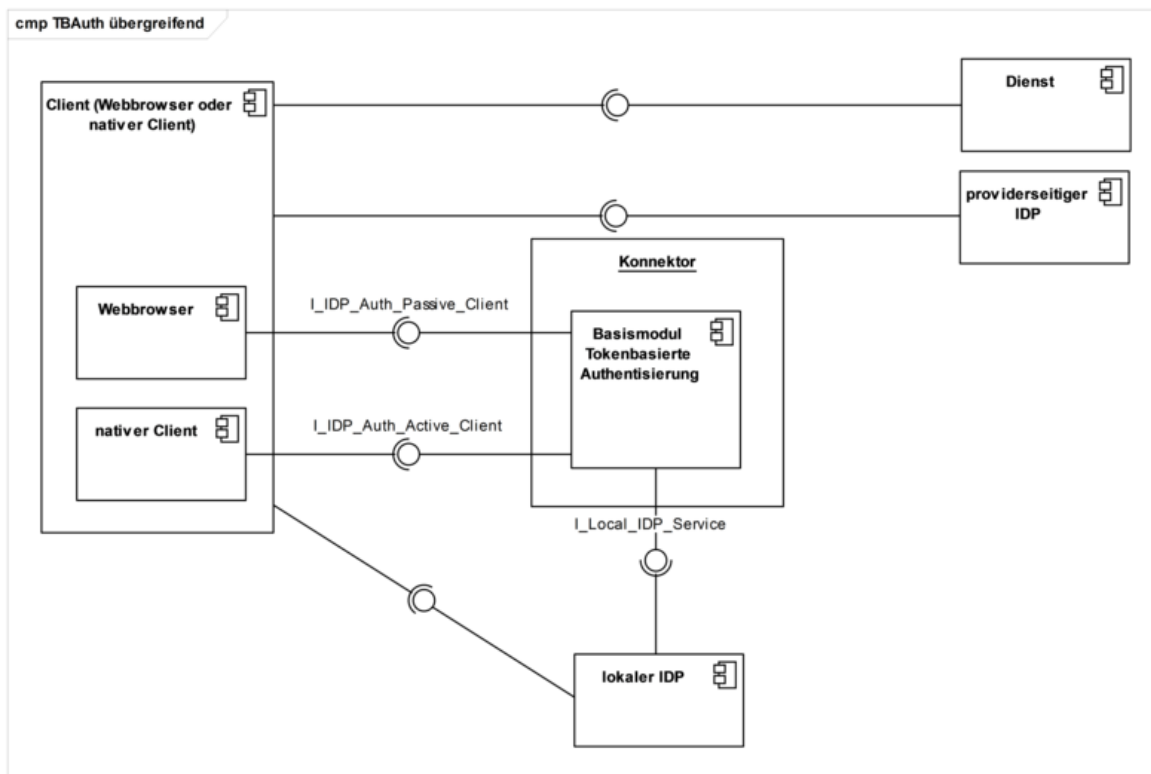 cmp TBAuth übergreifend
Client (Webbrowser oder
nativer Client)
Dienst
providerseitiger
IDP
Konnektor
Webbrowser
I_IDP_Auth_Passive_Client
Basismodul
Tokenbasierte
Authentisierung
nativer Client
I_IDP_Auth_Active_Client
I_Local_IDP_Service
lokaler IDP